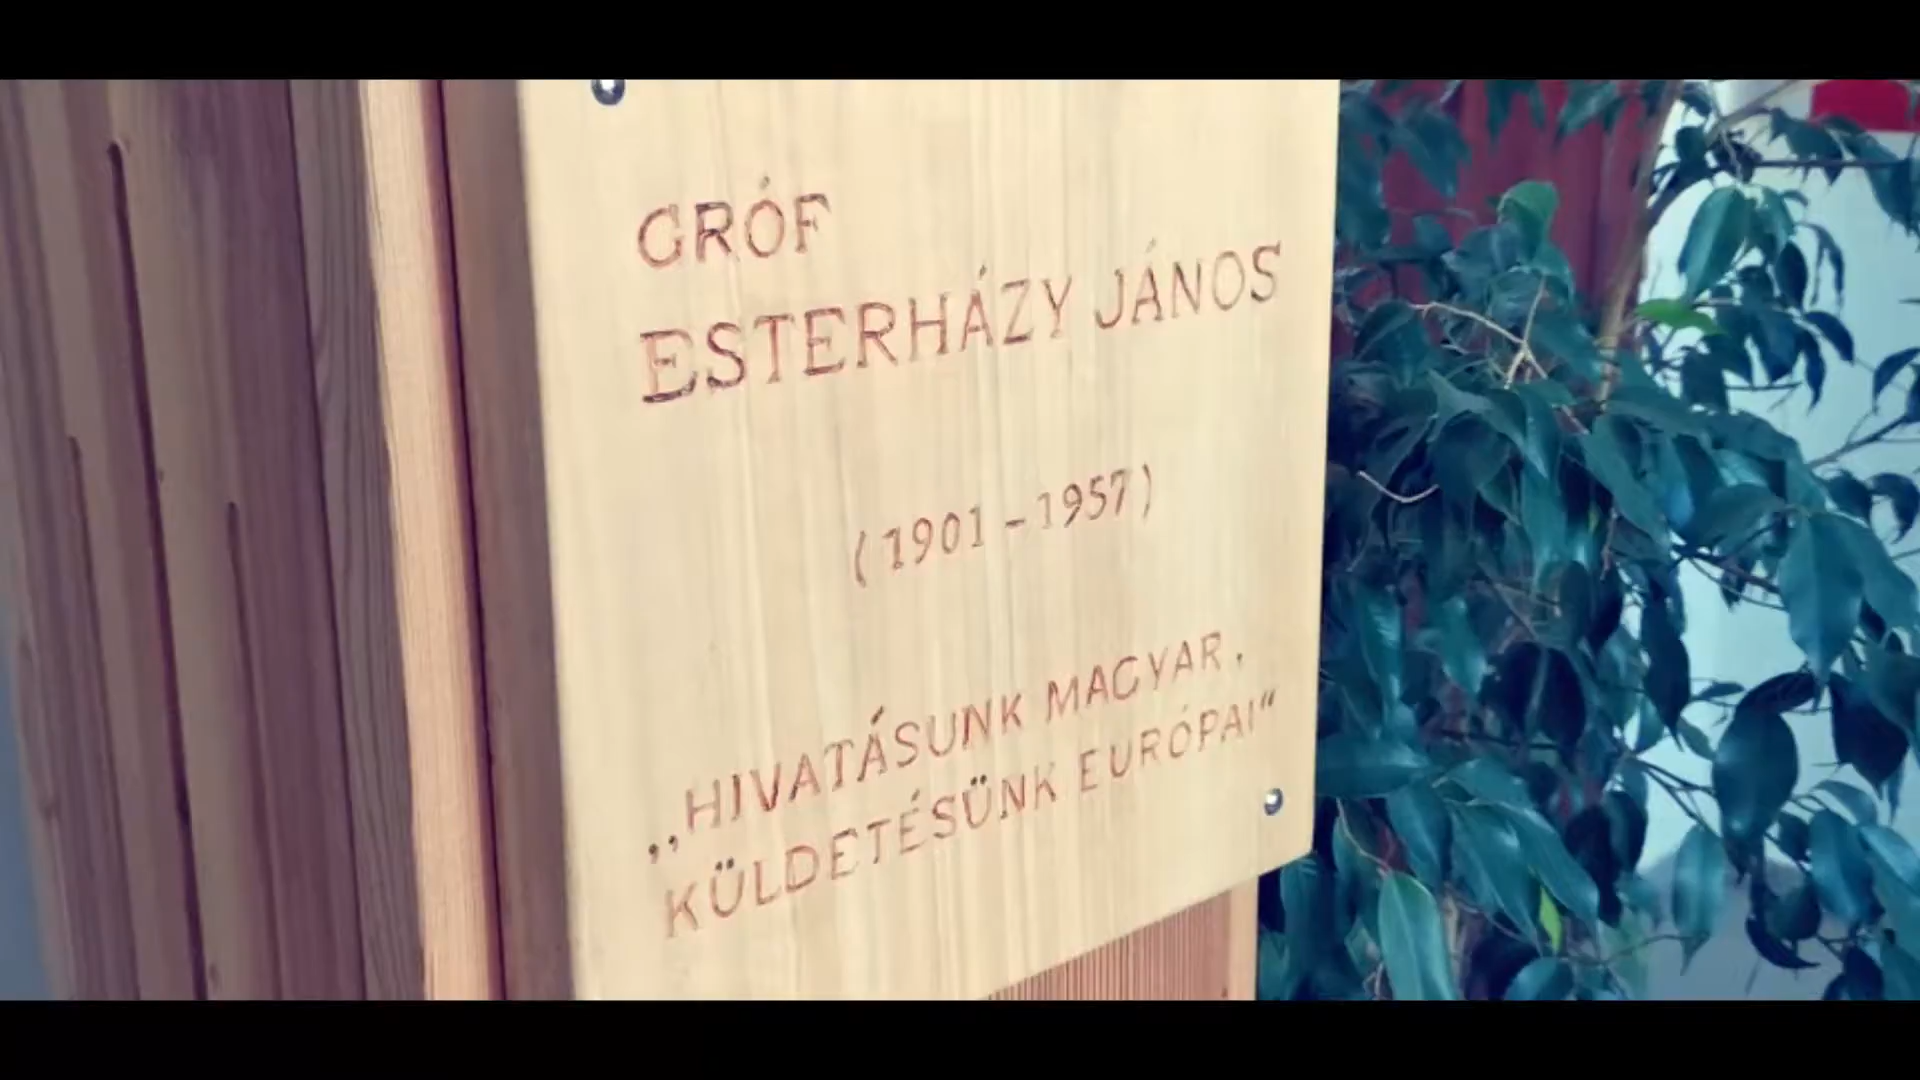 GRÓF
ESTERHÁZY JÁNOS
(1901-1957)
„HIVATÁSUNK MAGYAR,
KÜLDETÉSÜNK EURÓPAI“